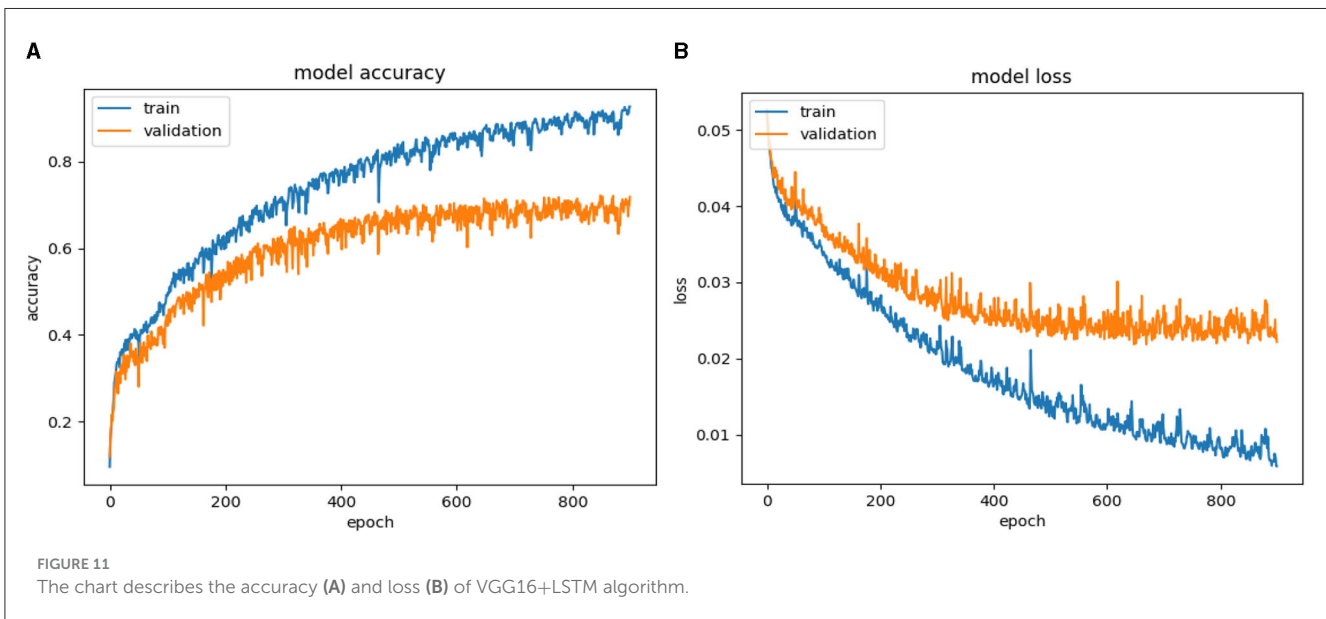 A
model accuracy
train
validation
0.8
0.6
0.4
0.2
accuracy
0
200
400
600
800
epoch
B
model loss
train
validation
0.05
0.04
0.03
0.02
0.01
loss
0
200
400
600
800
epoch
FIGURE 11
The chart describes the accuracy (A) and loss (B) of VGG16+LSTM algorithm.